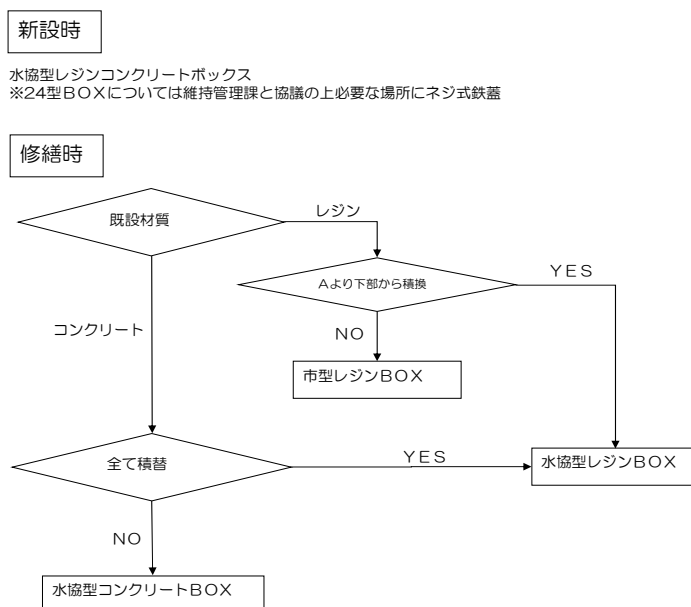 新設時
水協型レジンコンクリートボックス
※24型BOXについては維持管理課と協議の上必要な場所にネジ式鉄蓋
修繕時
既設材質
レジン
Aより下部から積換
YES
コンクリート
NO
市型レジンBOX
全て積替
YES
水協型レジンBOX
NO
水協型コンクリートBOX